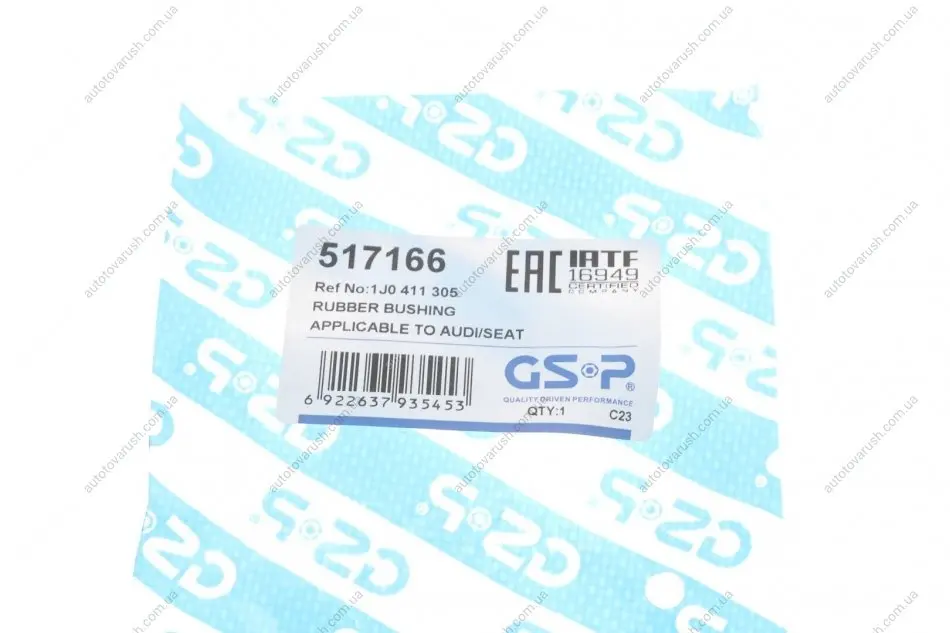 517166
Ref No:1J0 411 305
RUBBER BUSHING
APPLICABLE TO AUDI/SEAT
EAC
IATF
16949
CERTIFIED
COMPANY
6 922637 935453
GS·P®
QUALITY DRIVEN PERFORMANCE
QTY:1
C23
autotovarush.com.ua